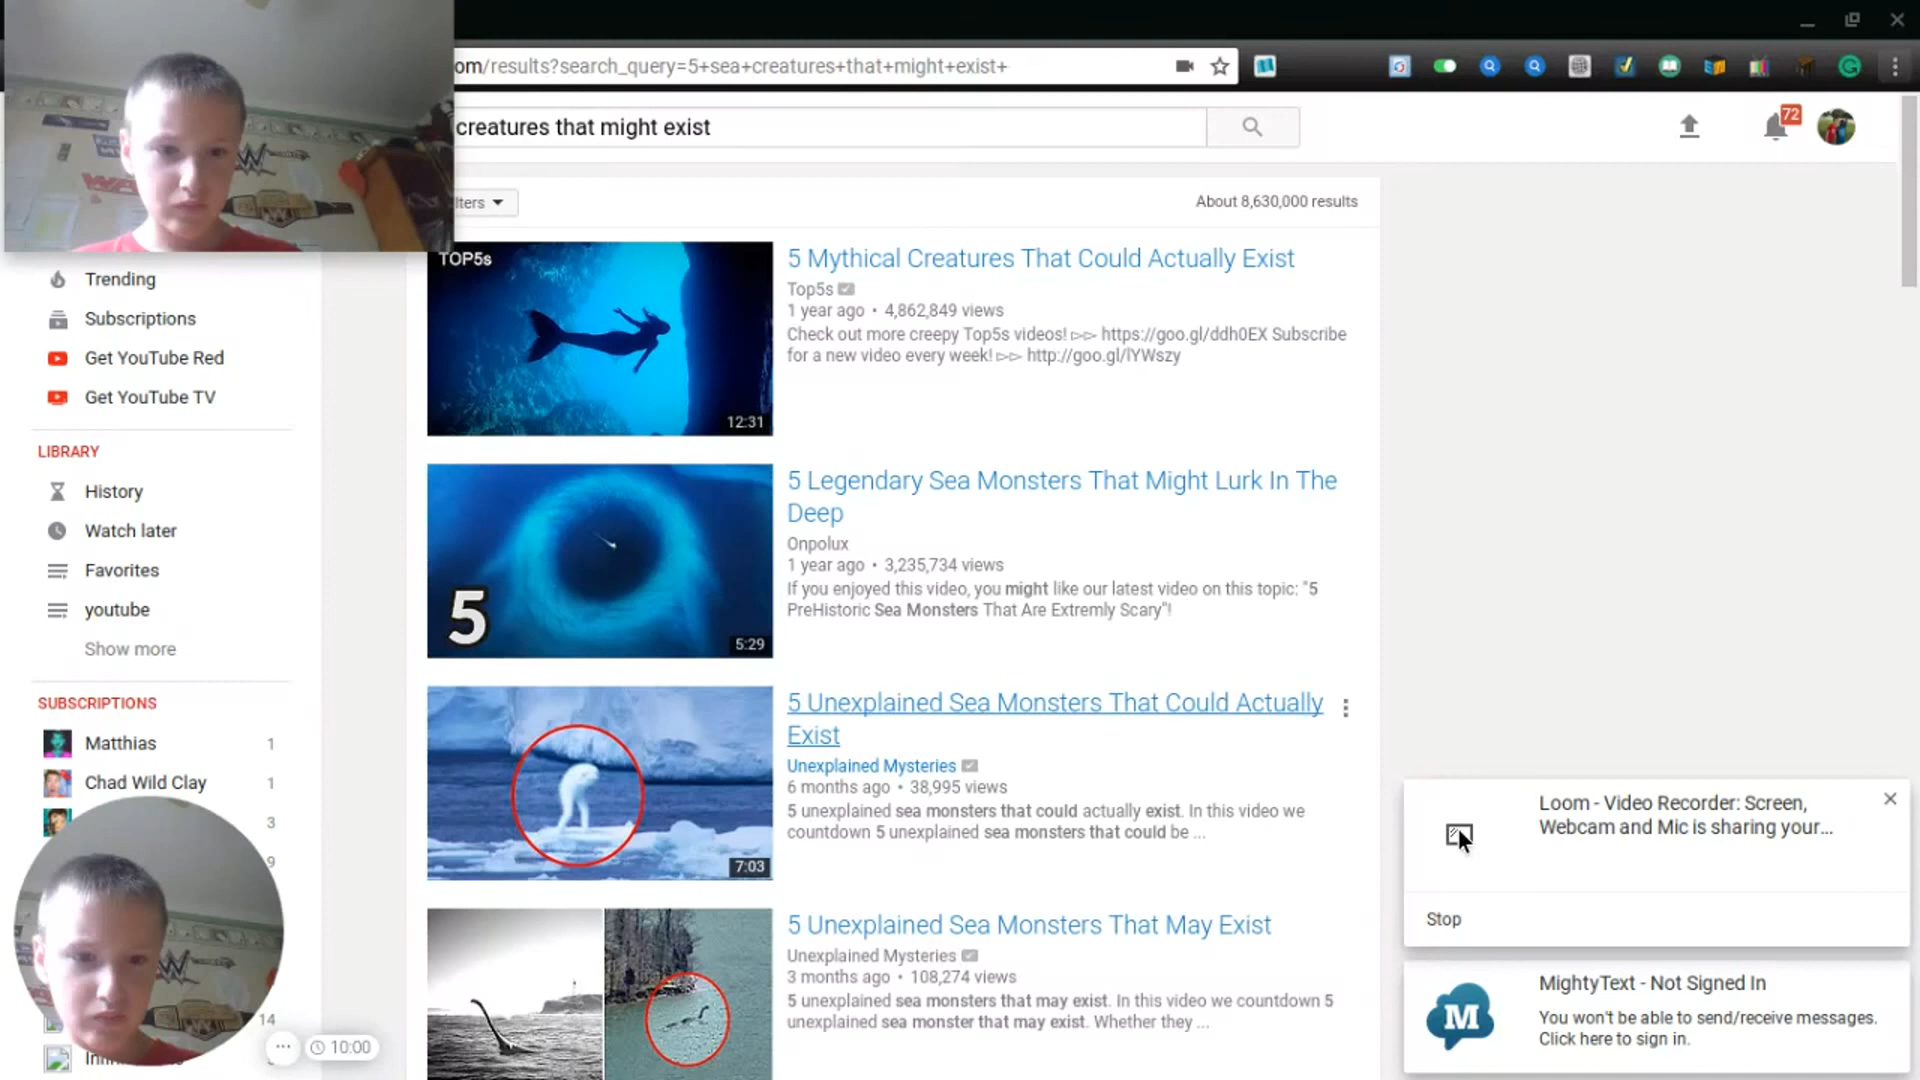 om/results?search_query=5+sea+creatures+that+might+exist+
creatures that might exist
72
lters
About 8,630,000 results
TOP5s
12:31
5 Mythical Creatures That Could Actually Exist
Top5s
1 year ago • 4,862,849 views
Check out more creepy Top5s videos! ▻▻ https://goo.gl/ddh0EX Subscribe
for a new video every week! ▻▻ http://goo.gl/lYWszy
Trending
Subscriptions
Get YouTube Red
Get YouTube TV
LIBRARY
History
Watch later
Favorites
youtube
Show more
5
5:29
5 Legendary Sea Monsters That Might Lurk In The
Deep
Onpolux
1 year ago • 3,235,734 views
If you enjoyed this video, you might like our latest video on this topic: "5
PreHistoric Sea Monsters That Are Extremly Scary"!
SUBSCRIPTIONS
Matthias 1
Chad Wild Clay 1
3
9
14
7:03
5 Unexplained Sea Monsters That Could Actually
Exist
Unexplained Mysteries
6 months ago • 38,995 views
5 unexplained sea monsters that could actually exist. In this video we
countdown 5 unexplained sea monsters that could be ...
5 Unexplained Sea Monsters That May Exist
Unexplained Mysteries
3 months ago • 108,274 views
5 unexplained sea monsters that may exist. In this video we countdown 5
unexplained sea monster that may exist. Whether they ...
10:00
Loom - Video Recorder: Screen,
Webcam and Mic is sharing your...
Stop
M
MightyText - Not Signed In
You won't be able to send/receive messages.
Click here to sign in.